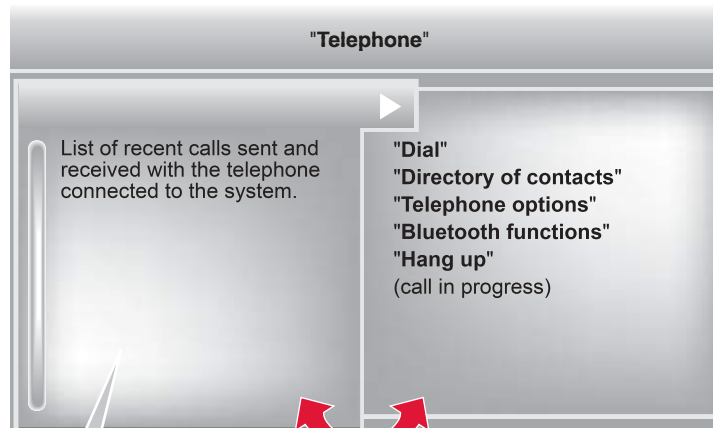 "Telephone"
List of recent calls sent and
received with the telephone
connected to the system.
"Dial"
"Directory of contacts"
"Telephone options"
"Bluetooth functions"
"Hang up"
(call in progress)